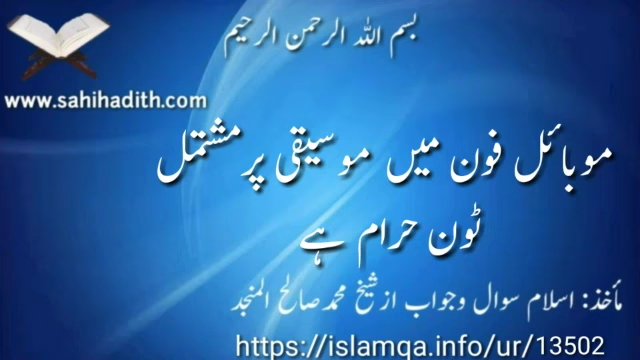 بسم اللہ الرحمن الرحیم
www.sahihadith.com
موبائل فون میں موسیقی پر مشتمل
ٹون حرام ہے
مأخذ: اسلام سوال وجواب از شیخ محمد صالح المنجد
https://islamqa.info/ur/13502